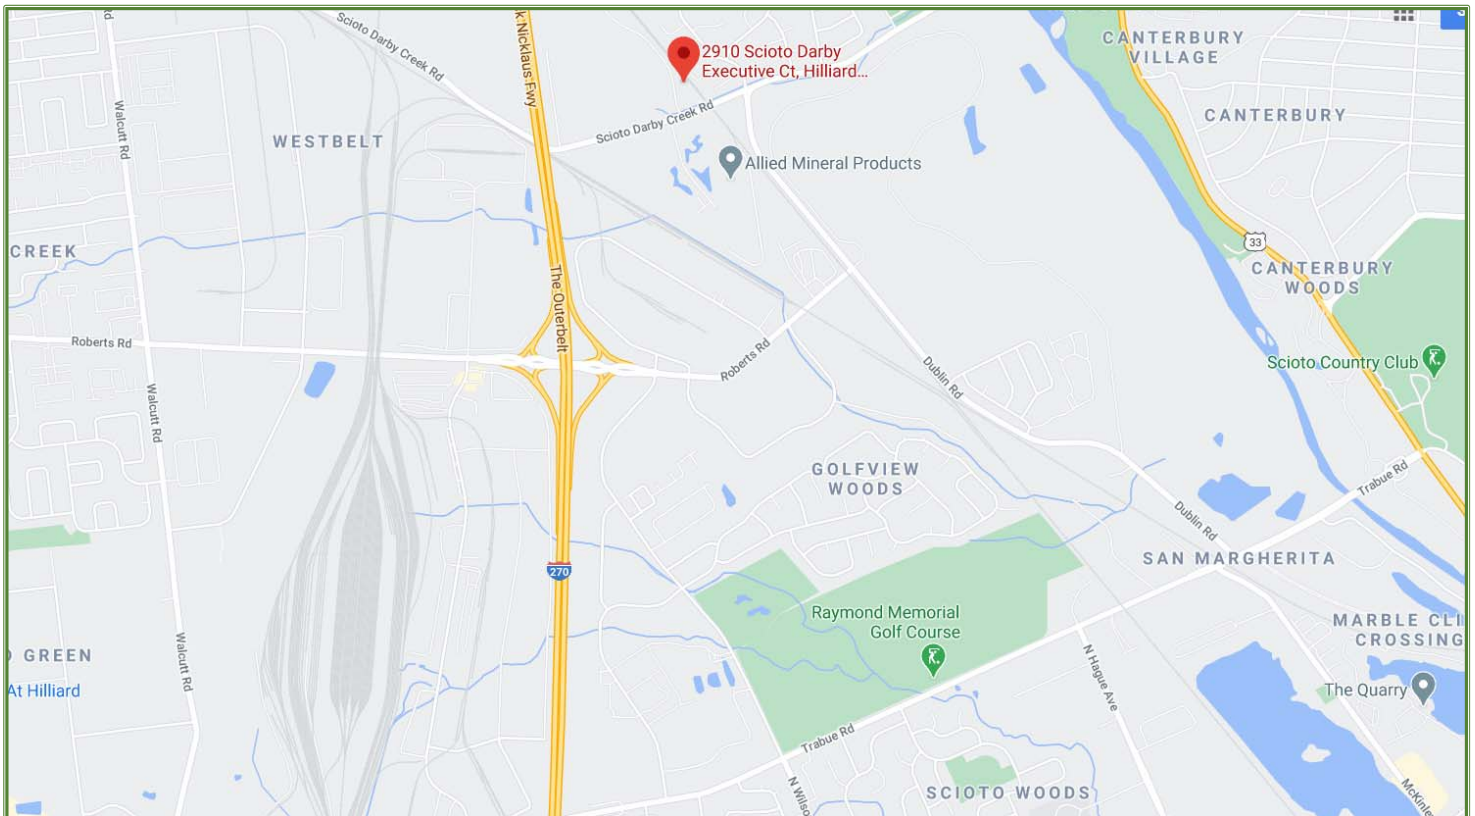 Scioto Darby Creek Rd
k Nicklaus Fwy
2910 Scioto Darby
Executive Ct, Hilliard...
CANTERBURY
VILLAGE
CANTERBURY
Walcutt Rd
WESTBELT
Scioto Darby Creek Rd
Allied Mineral Products
CREEK
33
CANTERBURY
WOODS
The Outerbelt
Roberts Rd
Roberts Rd
Dublin Rd
Scioto Country Club
Walcutt Rd
GOLFVIEW
WOODS
Trabue Rd
Dublin Rd
SAN MARGHERITA
270
Raymond Memorial
Golf Course
MARBLE CLI
CROSSING
GREEN
Walcutt Rd
N Hague Ave
At Hilliard
The Quarry
Trabue Rd
N Wilso
SCIOTO WOODS
McKinle